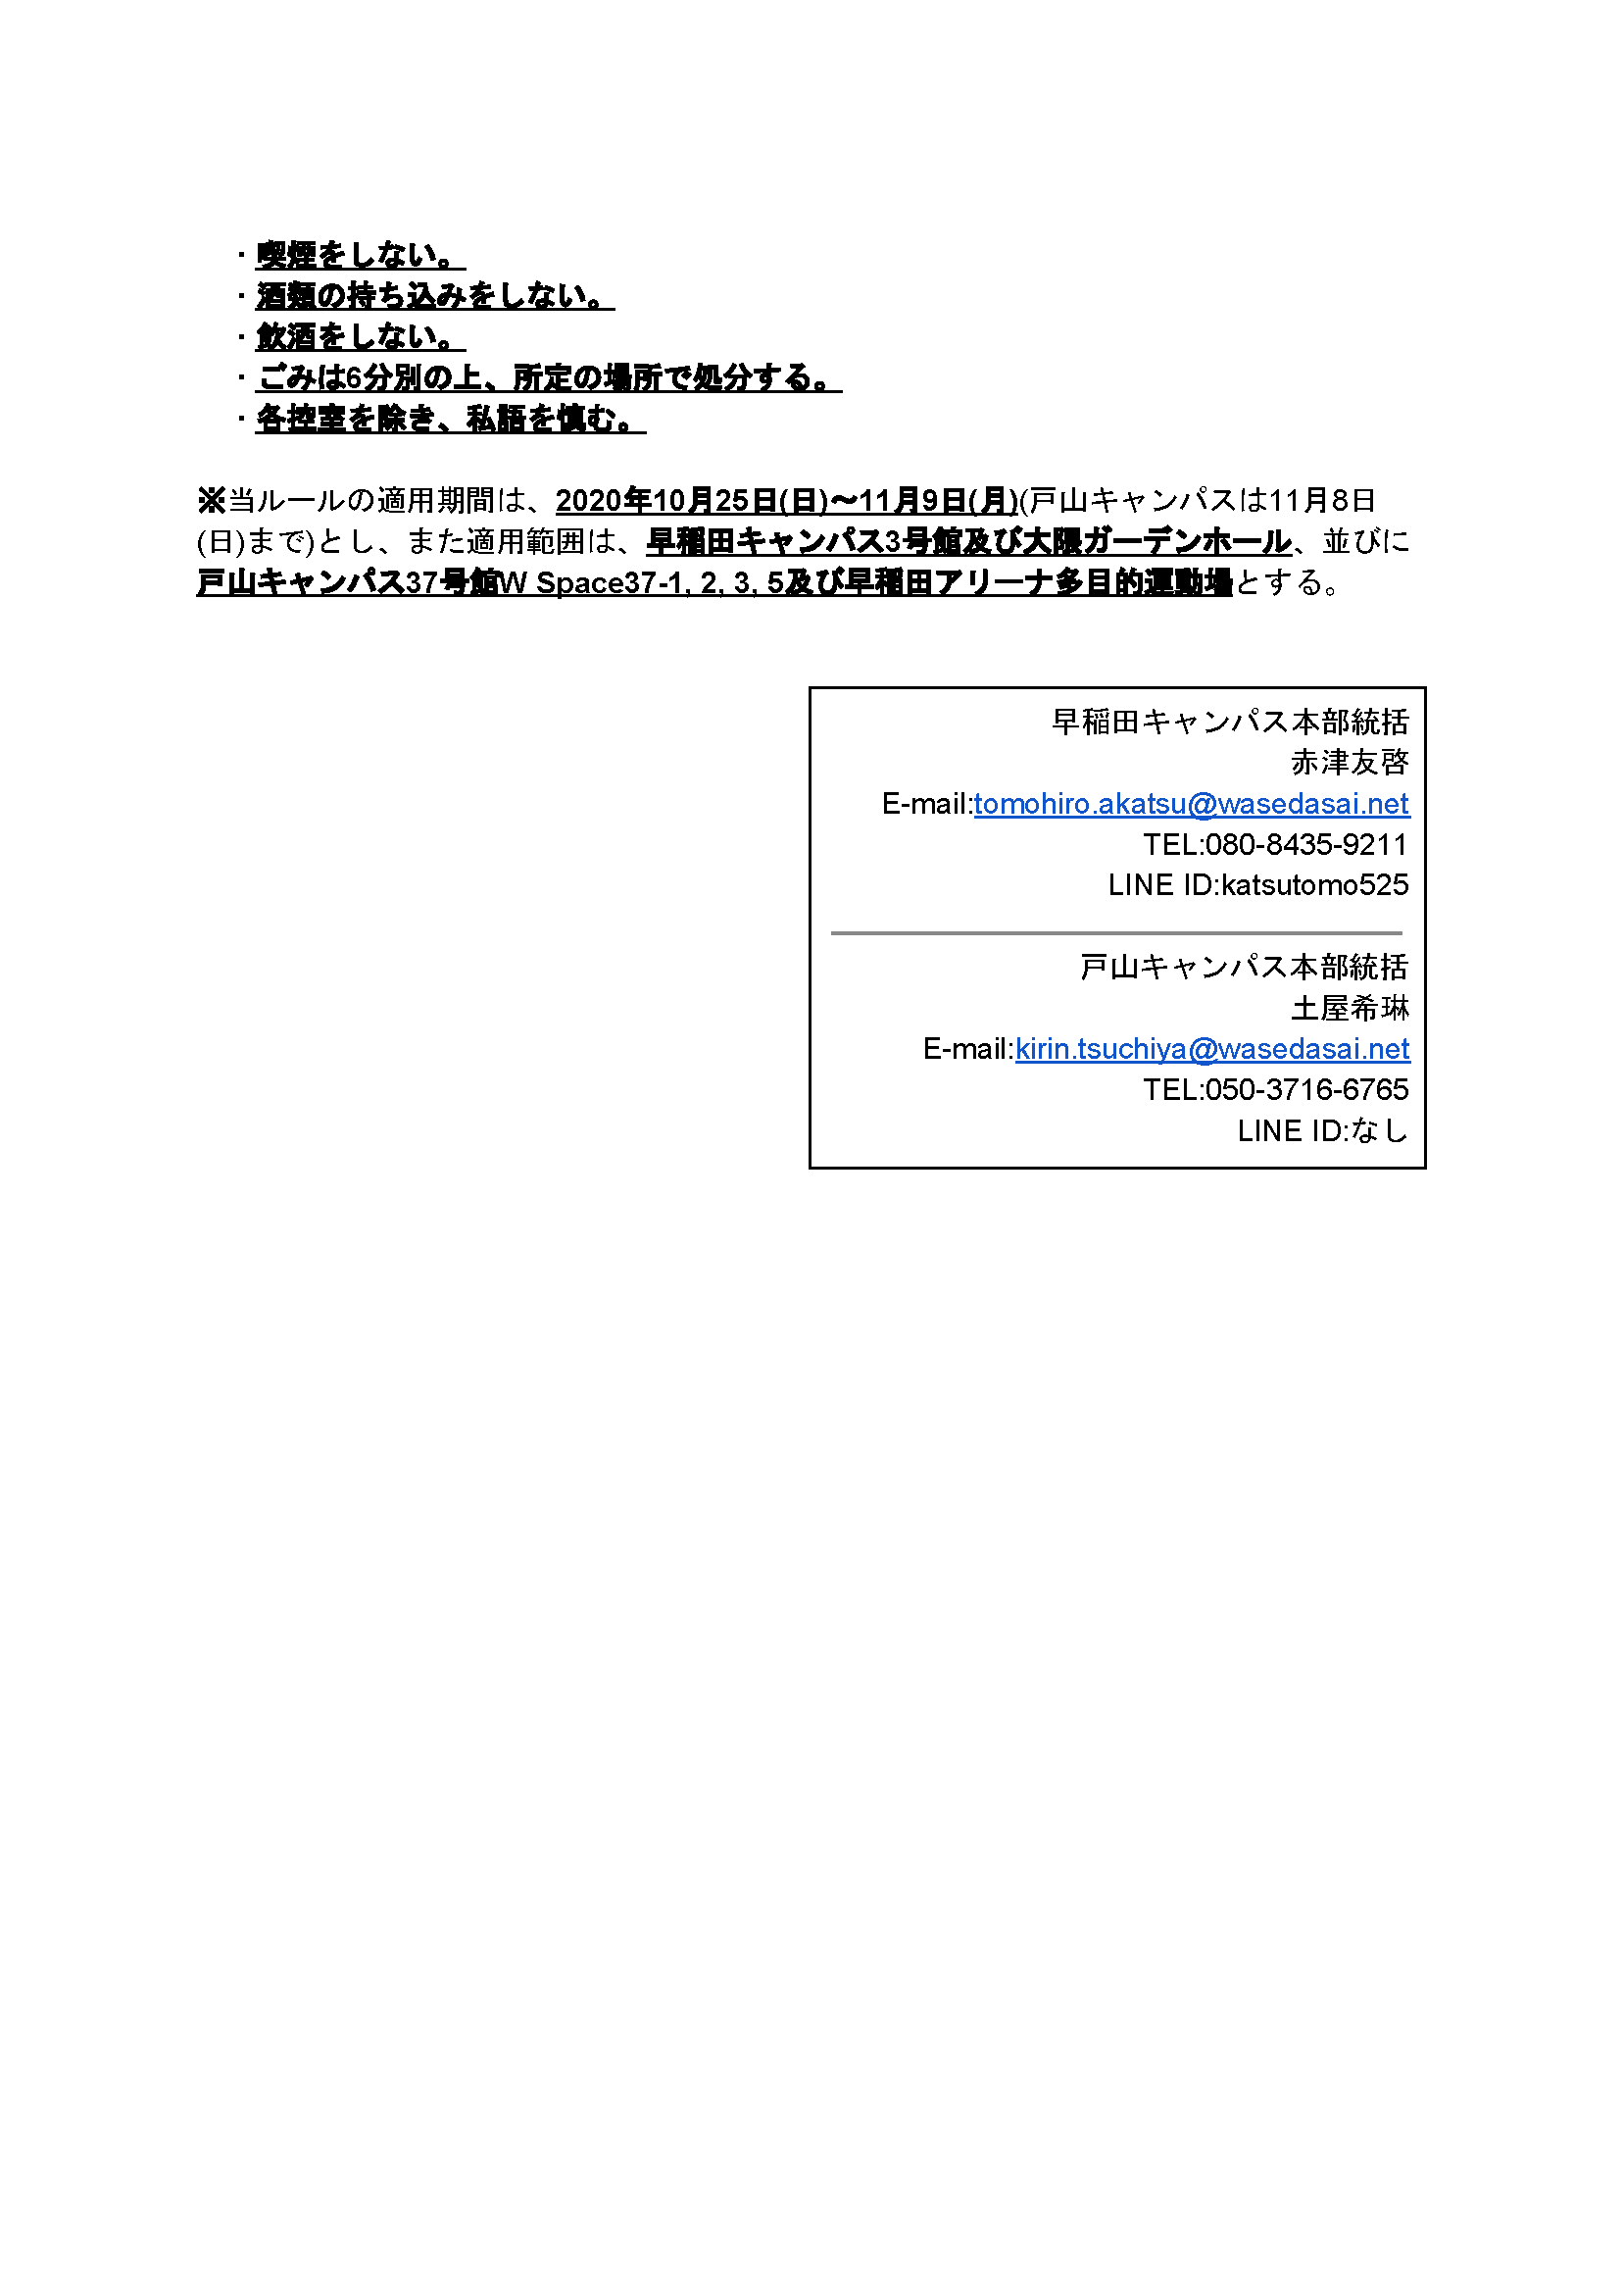 ・喫煙をしない。
・酒類の持ち込みをしない。
・飲酒をしない。
・ごみは6分別の上、所定の場所で処分する。
・各控室を除き、私語を慎む。
※当ルールの適用期間は、2020年10月25日(日)〜11月9日(月)(戸山キャンパスは11月8日
(日)まで)とし、また適用範囲は、早稲田キャンパス3号館及び大隈ガーデンホール、並びに
戸山キャンパス37号館W Space37-1, 2, 3, 5及び早稲田アリーナ多目的運動場とする。
早稲田キャンパス本部統括
赤津友啓
E-mail:tomohiro.akatsu@wasedasai.net
TEL:080-8435-9211
LINE ID:katsutomo525
戸山キャンパス本部統括
土屋希琳
E-mail:kirin.tsuchiya@wasedasai.net
TEL:050-3716-6765
LINE ID:なし